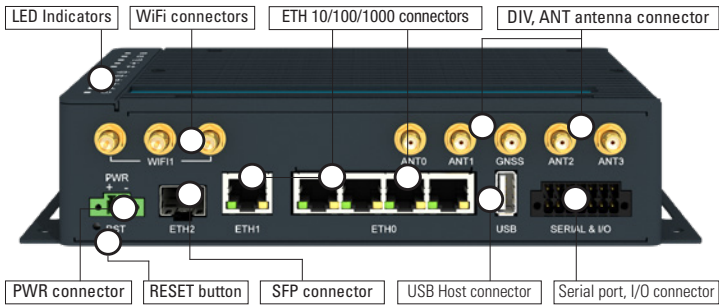 LED Indicators
WiFi connectors
ETH 10/100/1000 connectors
DIV, ANT antenna connector
WIFI1
ANT0
ANT1
GNSS
ANT2
ANT3
PWR
+ -
RST
ETH2
ETH1
ETH0
USB
SERIAL & I/O
PWR connector
RESET button
SFP connector
USB Host connector
Serial port, I/O connector